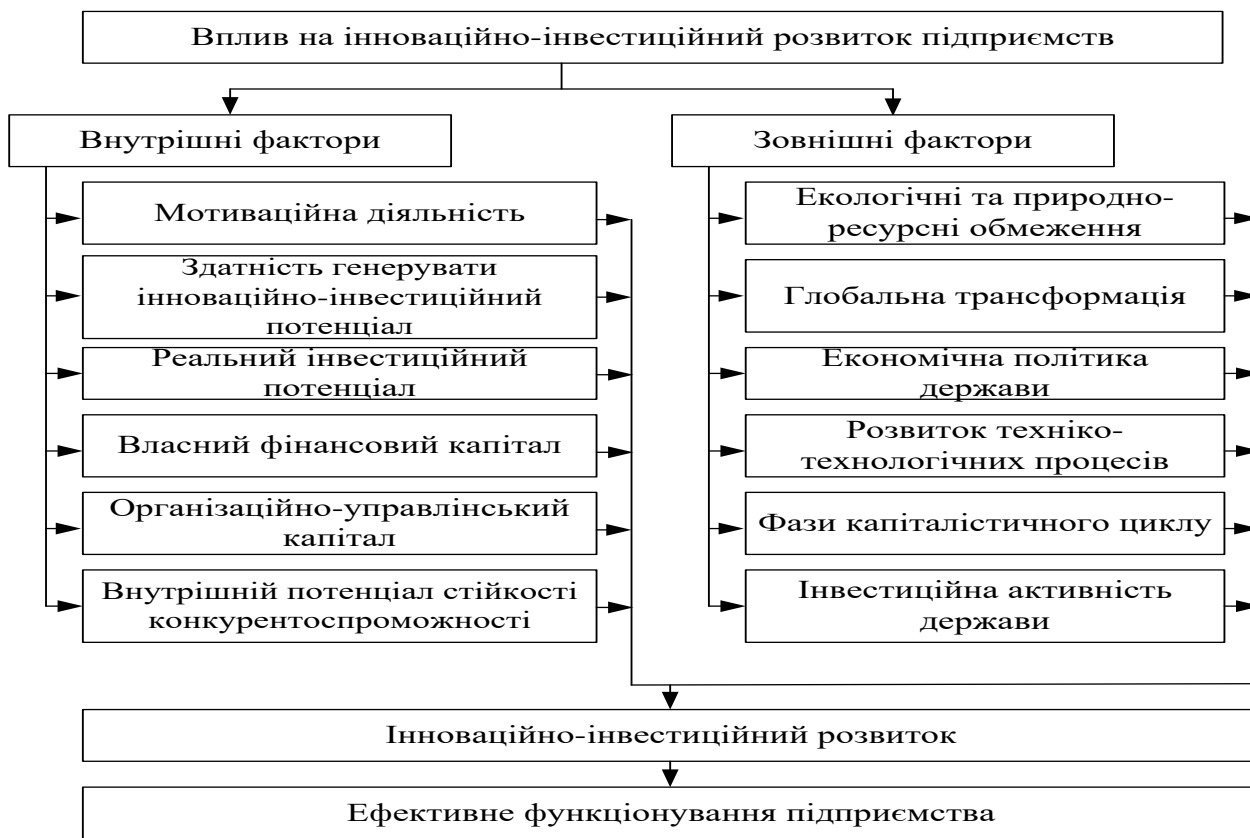 Вплив на інноваційно-інвестиційний розвиток підприємств
Внутрішні фактори
Мотиваційна діяльність
Здатність генерувати
інноваційно-інвестиційний
потенціал
Реальний інвестиційний
потенціал
Власний фінансовий капітал
Організаційно-управлінський
капітал
Внутрішній потенціал стійкості
конкурентоспроможності
Зовнішні фактори
Екологічні та природно-
ресурсні обмеження
Глобальна трансформація
Економічна політика
держави
Розвиток техніко-
технологічних процесів
Фази капіталістичного циклу
Інвестиційна активність
держави
Інноваційно-інвестиційний розвиток
Ефективне функціонування підприємства